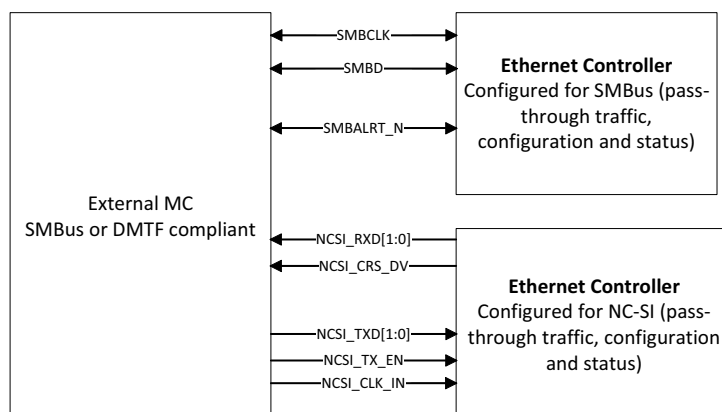 External MC
SMBus or DMTF compliant
SMBCLK
SMBD
SMBALRT_N
NCSI_RXD[1:0]
NCSI_CRS_DV
NCSI_TXD[1:0]
NCSI_TX_EN
NCSI_CLK_IN
Ethernet Controller
Configured for SMBus (pass-
through traffic,
configuration and status)
Ethernet Controller
Configured for NC-SI (pass-
through traffic, configuration
and status)